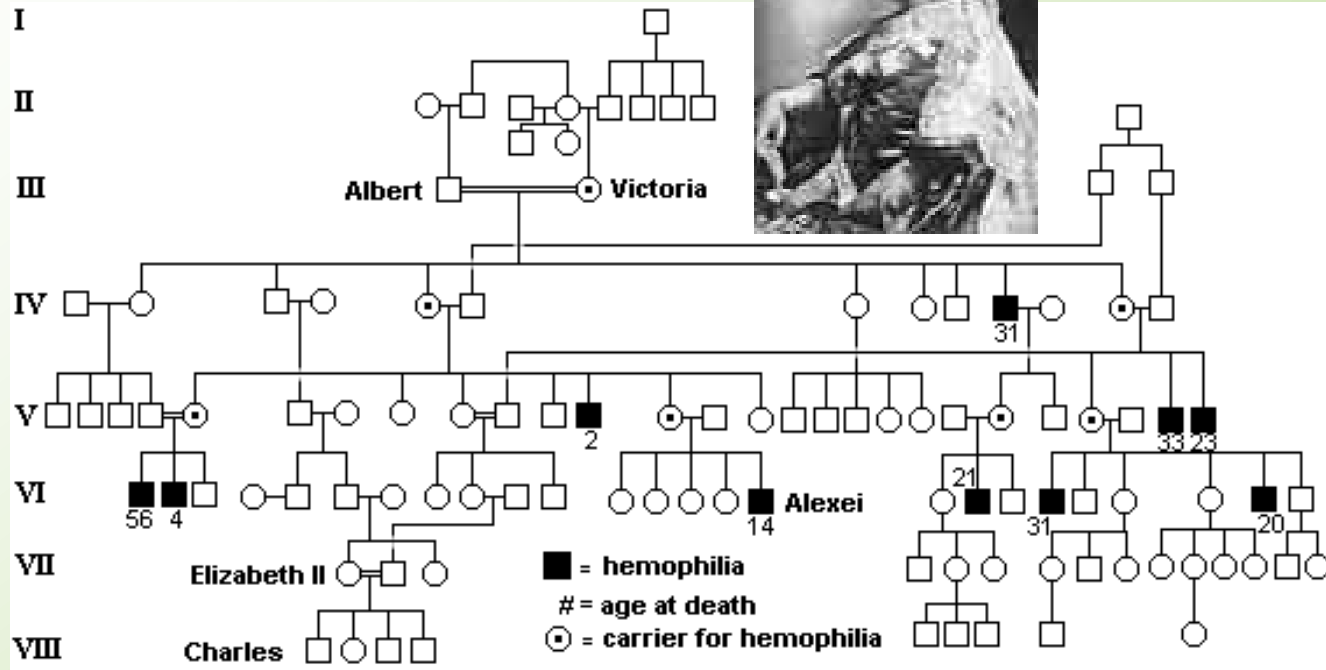 I
II
III
Albert
Victoria
IV
31
V
2
33 23
VI
56 4
14
Alexei
21
31
20
VII
Elizabeth II
= hemophilia
# = age at death
= carrier for hemophilia
VIII
Charles